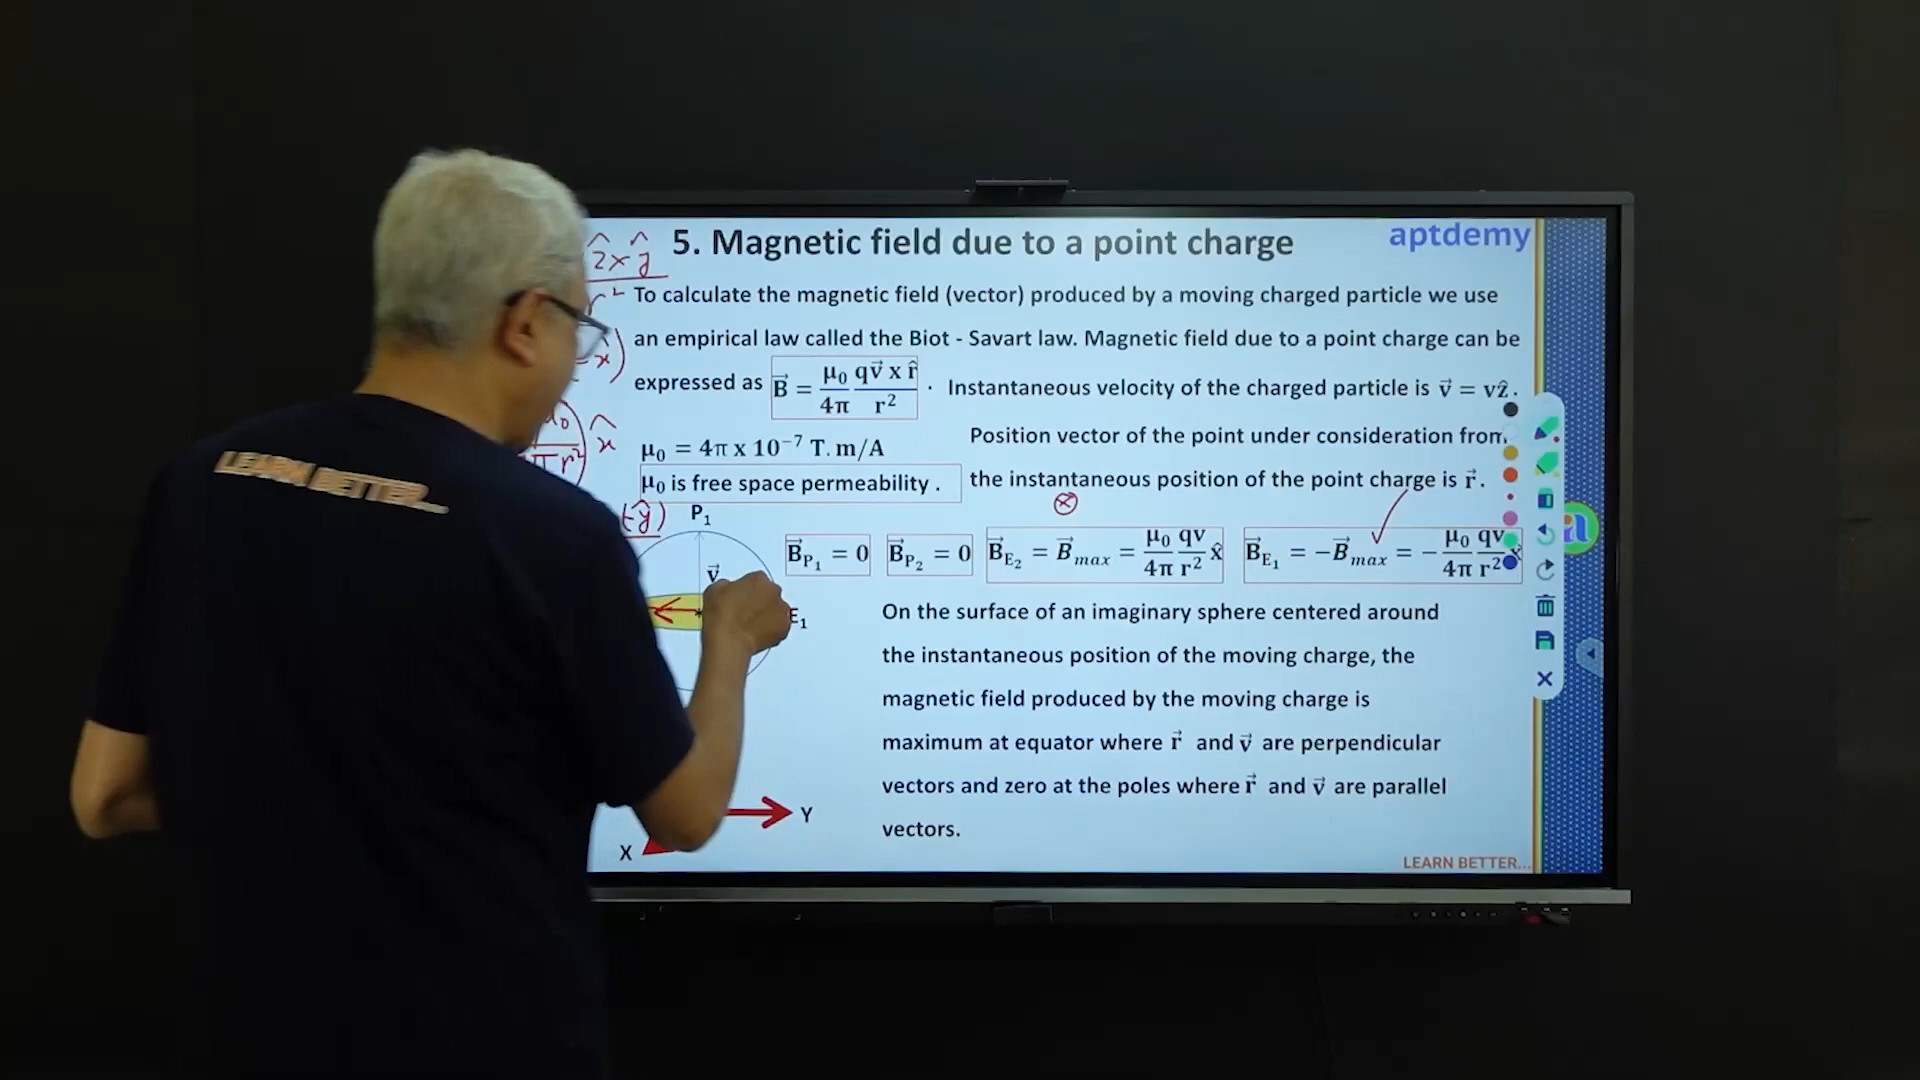 LEARN BETTER...
5. Magnetic field due to a point charge
aptdemy
To calculate the magnetic field (vector) produced by a moving charged particle we use
an empirical law called the Biot - Savart law. Magnetic field due to a point charge can be
expressed as B⃗ = μ₀/4π qv⃗ x r̂/r² . Instantaneous velocity of the charged particle is v⃗ = vẑ.
μ₀ = 4π x 10⁻⁷ T.m/A
Position vector of the point under consideration from
μ₀ is free space permeability .
the instantaneous position of the point charge is r⃗.
ẑ x ŷ
r²
x̂)
μ₀
πr²) x̂
(-ŷ)
P₁
v⃗
E₁
B⃗P₁ = 0
B⃗P₂ = 0
B⃗E₂ = B⃗max = μ₀/4π qv/r² x̂
B⃗E₁ = −B⃗max = − μ₀/4π qv/r² x̂
On the surface of an imaginary sphere centered around
the instantaneous position of the moving charge, the
magnetic field produced by the moving charge is
maximum at equator where r⃗ and v⃗ are perpendicular
vectors and zero at the poles where r⃗ and v⃗ are parallel
vectors.
Y
X
LEARN BETTER...